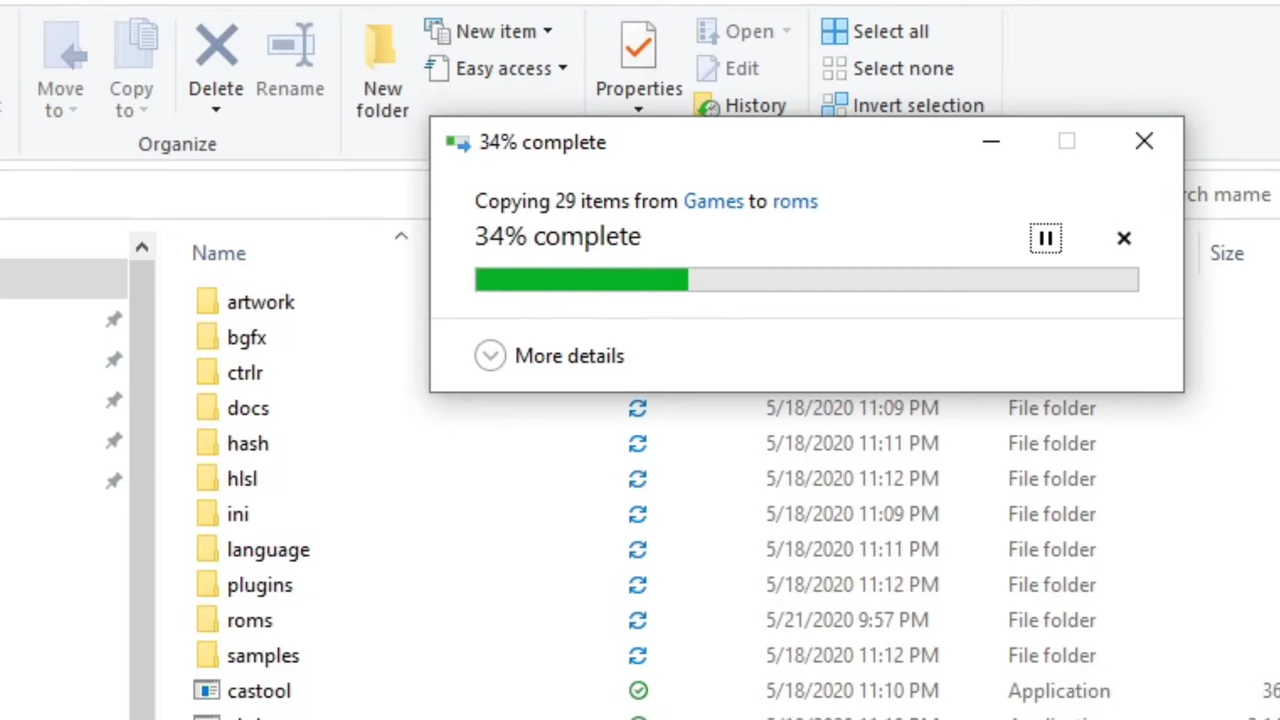 Move to
Copy to
Delete
Rename
New folder
New item
Easy access
Properties
Open
Edit
History
Select all
Select none
Invert selection
Organize
34% complete
Copying 29 items from Games to roms
34% complete
More details
mame
Name
Size
artwork
bgfx
ctrlr
docs 5/18/2020 11:09 PM File folder
hash 5/18/2020 11:11 PM File folder
hlsl 5/18/2020 11:12 PM File folder
ini 5/18/2020 11:09 PM File folder
language 5/18/2020 11:11 PM File folder
plugins 5/18/2020 11:12 PM File folder
roms 5/21/2020 9:57 PM File folder
samples 5/18/2020 11:12 PM File folder
castool 5/18/2020 11:10 PM Application 36